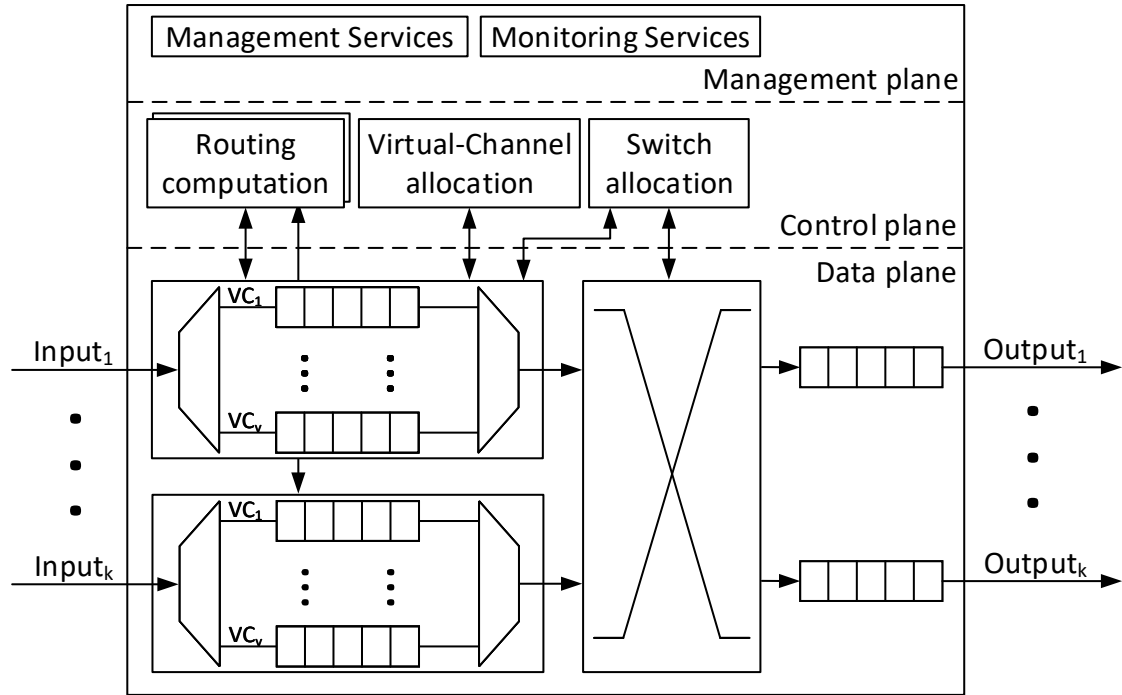 Management Services
Monitoring Services
Management plane
Routing
computation
Virtual-Channel
allocation
Switch
allocation
Control plane
Data plane
VC₁
Input₁
Output₁
VCᵥ
VC₁
Inputₖ
Outputₖ
VCᵥ